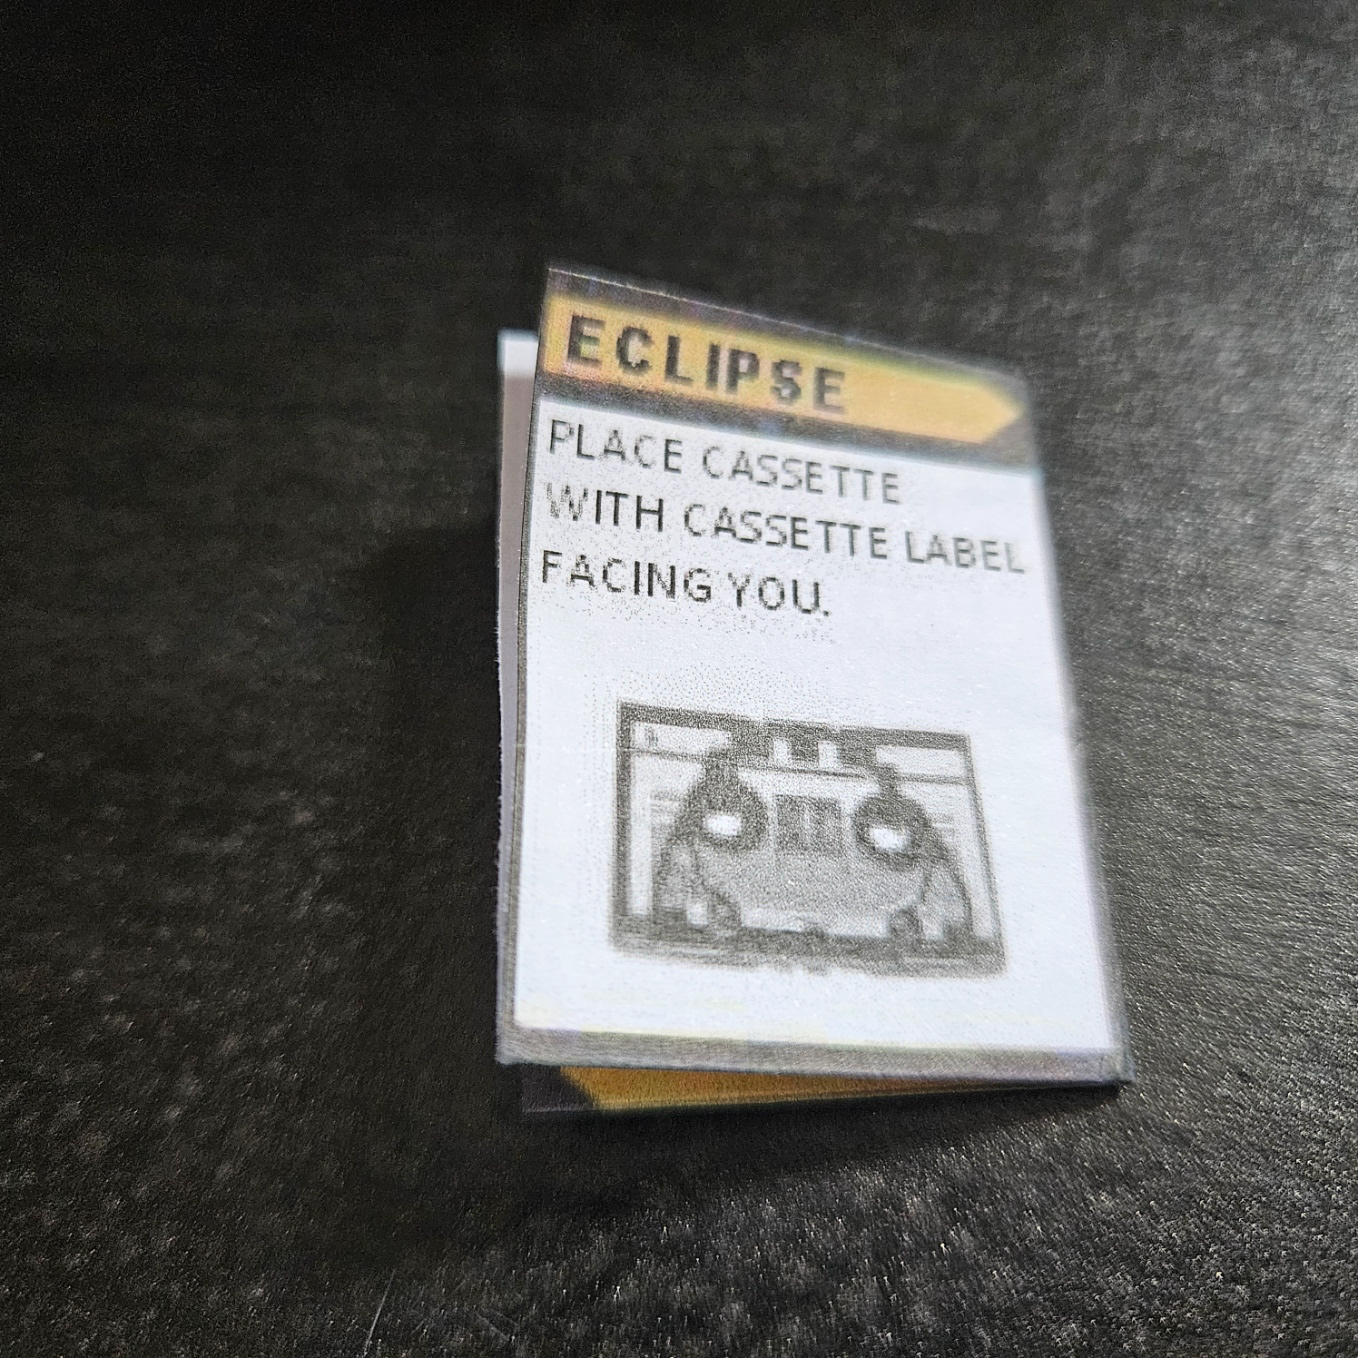 ECLIPSE
PLACE CASSETTE
WITH CASSETTE LABEL
FACING YOU.